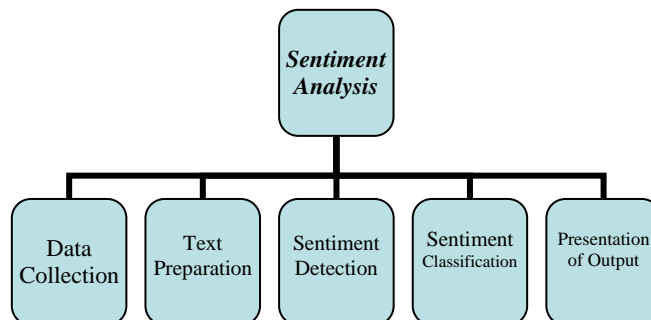 Sentiment
Analysis
Data
Collection
Text
Preparation
Sentiment
Detection
Sentiment
Classification
Presentation
of Output